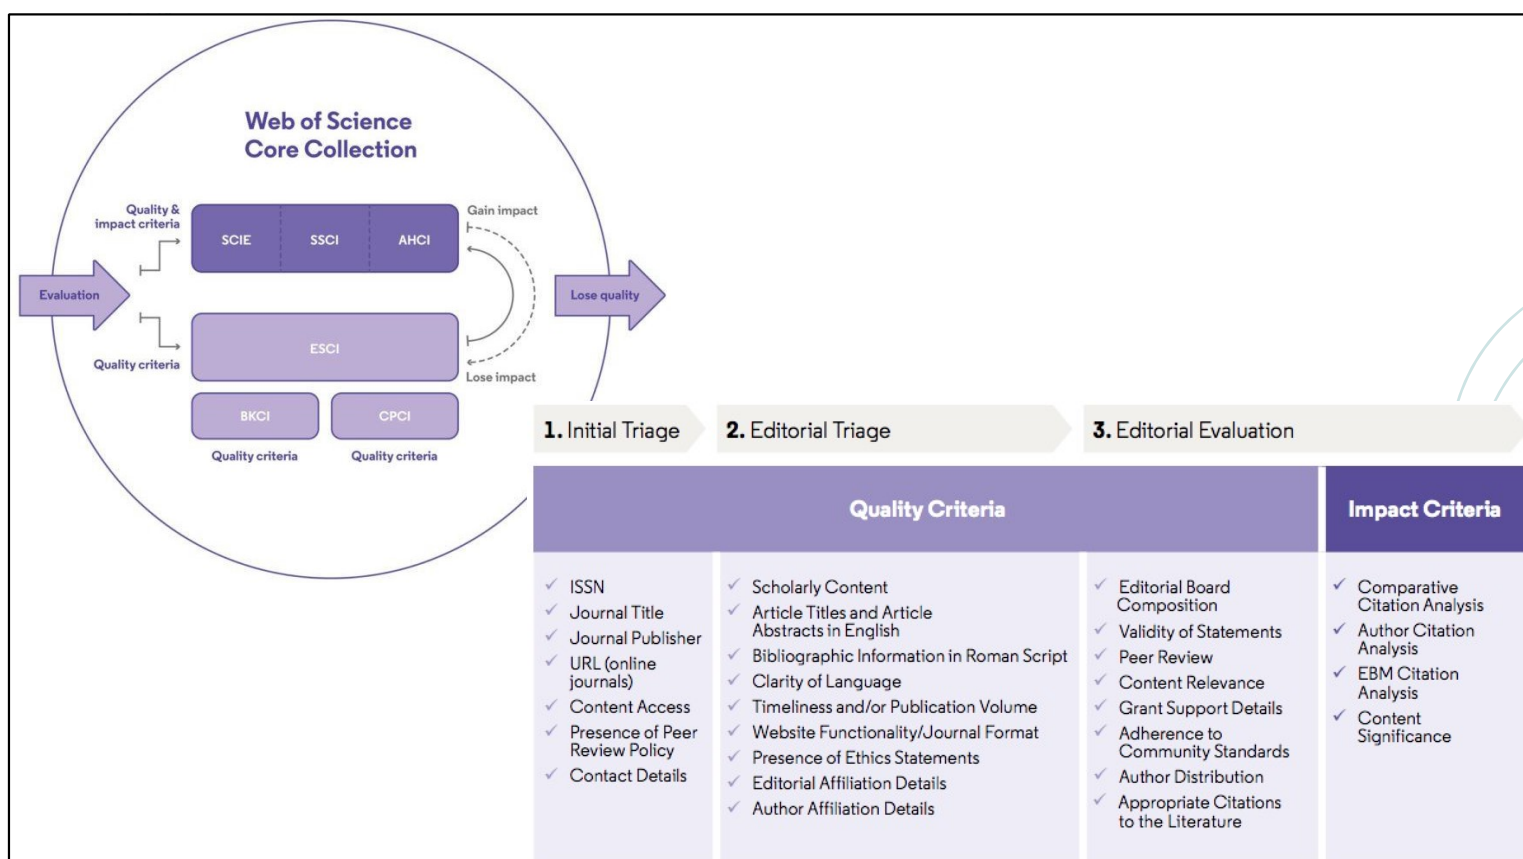 Web of Science
Core Collection
Quality &
impact criteria
SCIE
SSCI
AHCI
Gain impact
Evaluation
Lose quality
Quality criteria
ESCI
Lose impact
BKCI
CPCI
Quality criteria
Quality criteria
1. Initial Triage
2. Editorial Triage
3. Editorial Evaluation
Quality Criteria
Impact Criteria
ISSN
Journal Title
Journal Publisher
URL (online
journals)
Content Access
Presence of Peer
Review Policy
Contact Details
Scholarly Content
Article Titles and Article
Abstracts in English
Bibliographic Information in Roman Script
Clarity of Language
Timeliness and/or Publication Volume
Website Functionality/Journal Format
Presence of Ethics Statements
Editorial Affiliation Details
Author Affiliation Details
Editorial Board
Composition
Validity of Statements
Peer Review
Content Relevance
Grant Support Details
Adherence to
Community Standards
Author Distribution
Appropriate Citations
to the Literature
Comparative
Citation Analysis
Author Citation
Analysis
EBM Citation
Analysis
Content
Significance